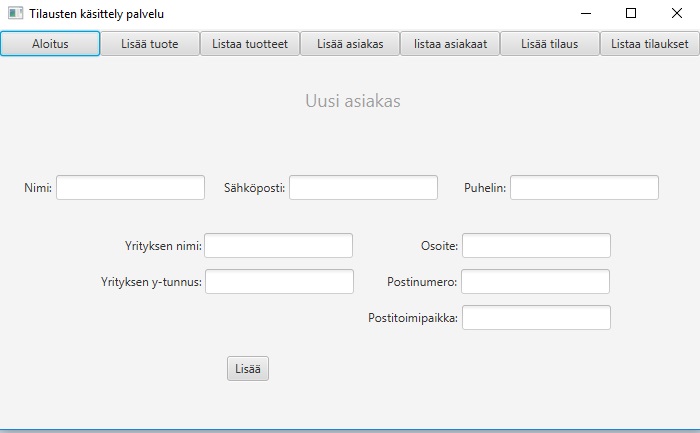 Tilausten käsittely palvelu
Aloitus Lisää tuote Listaa tuotteet Lisää asiakas listaa asiakaat Lisää tilaus Listaa tilaukset
Uusi asiakas
Nimi: Sähköposti: Puhelin:
Yrityksen nimi: Osoite:
Yrityksen y-tunnus: Postinumero:
Postitoimipaikka:
Lisää